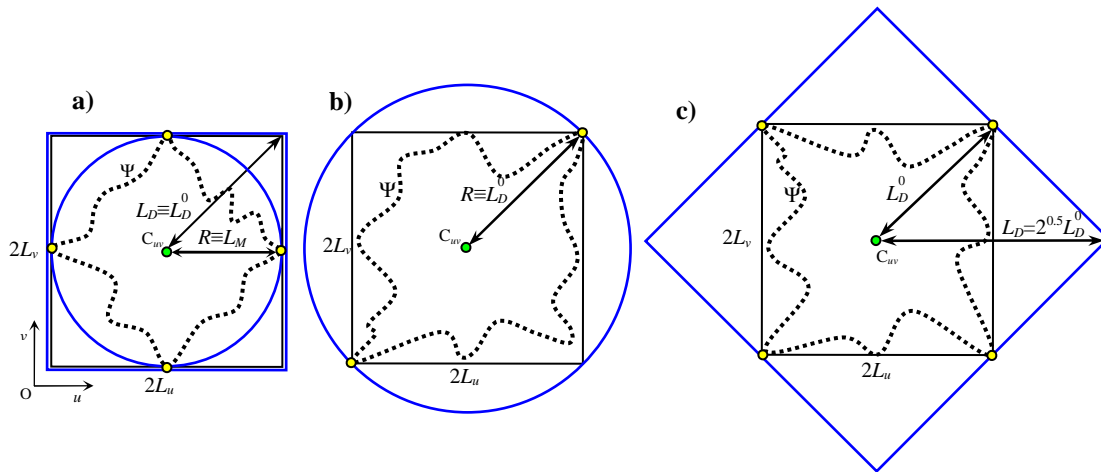 a)
Ψ
L_D≡L_D^0
C_uv
R≡L_M
2L_v
v
O
u
2L_u
b)
Ψ
R≡L_D^0
C_uv
2L_v
2L_u
c)
Ψ
L_D^0
L_D=2^0.5L_D^0
C_uv
2L_v
2L_u